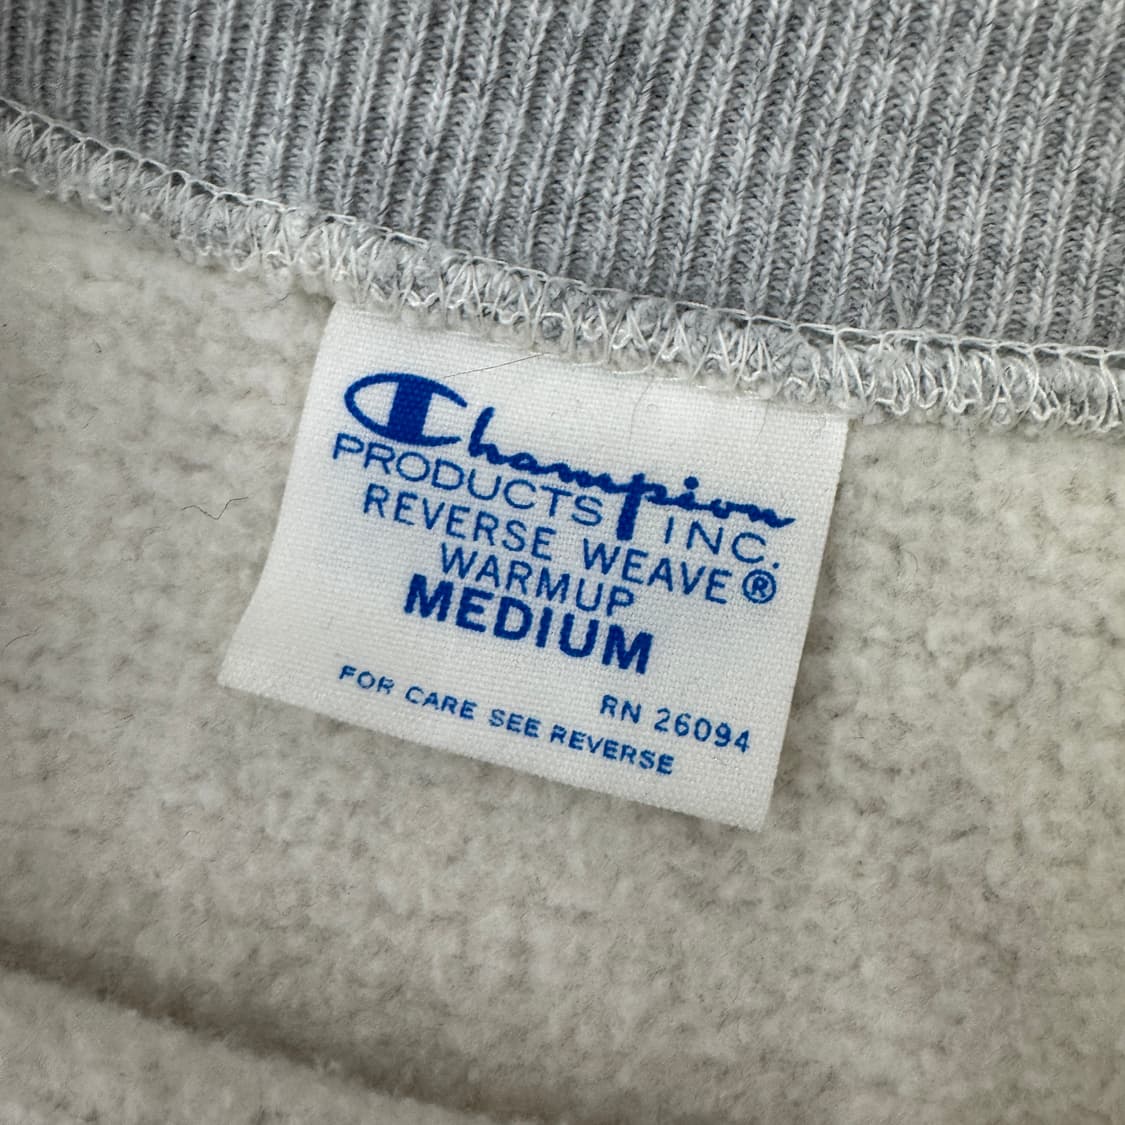 Champion
PRODUCTS INC.
REVERSE WEAVE®
WARMUP
MEDIUM
RN 26094
FOR CARE SEE REVERSE